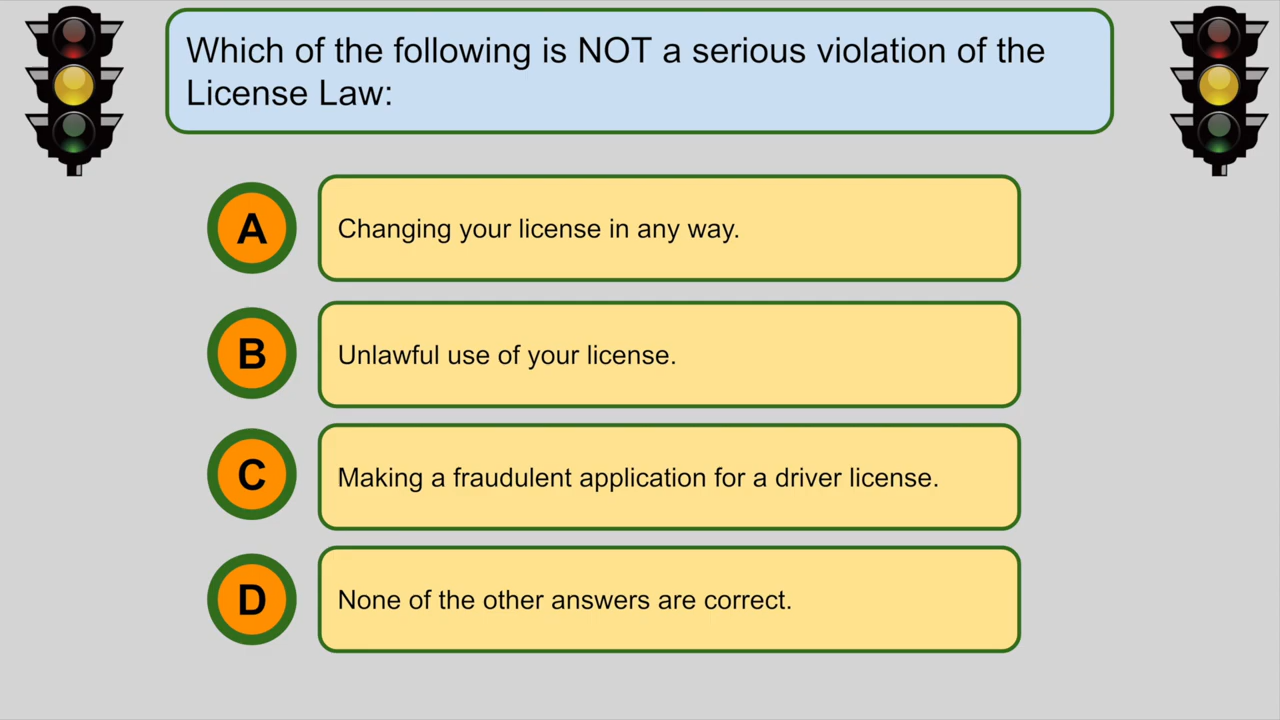 Which of the following is NOT a serious violation of the
License Law:
A
Changing your license in any way.
B
Unlawful use of your license.
C
Making a fraudulent application for a driver license.
D
None of the other answers are correct.